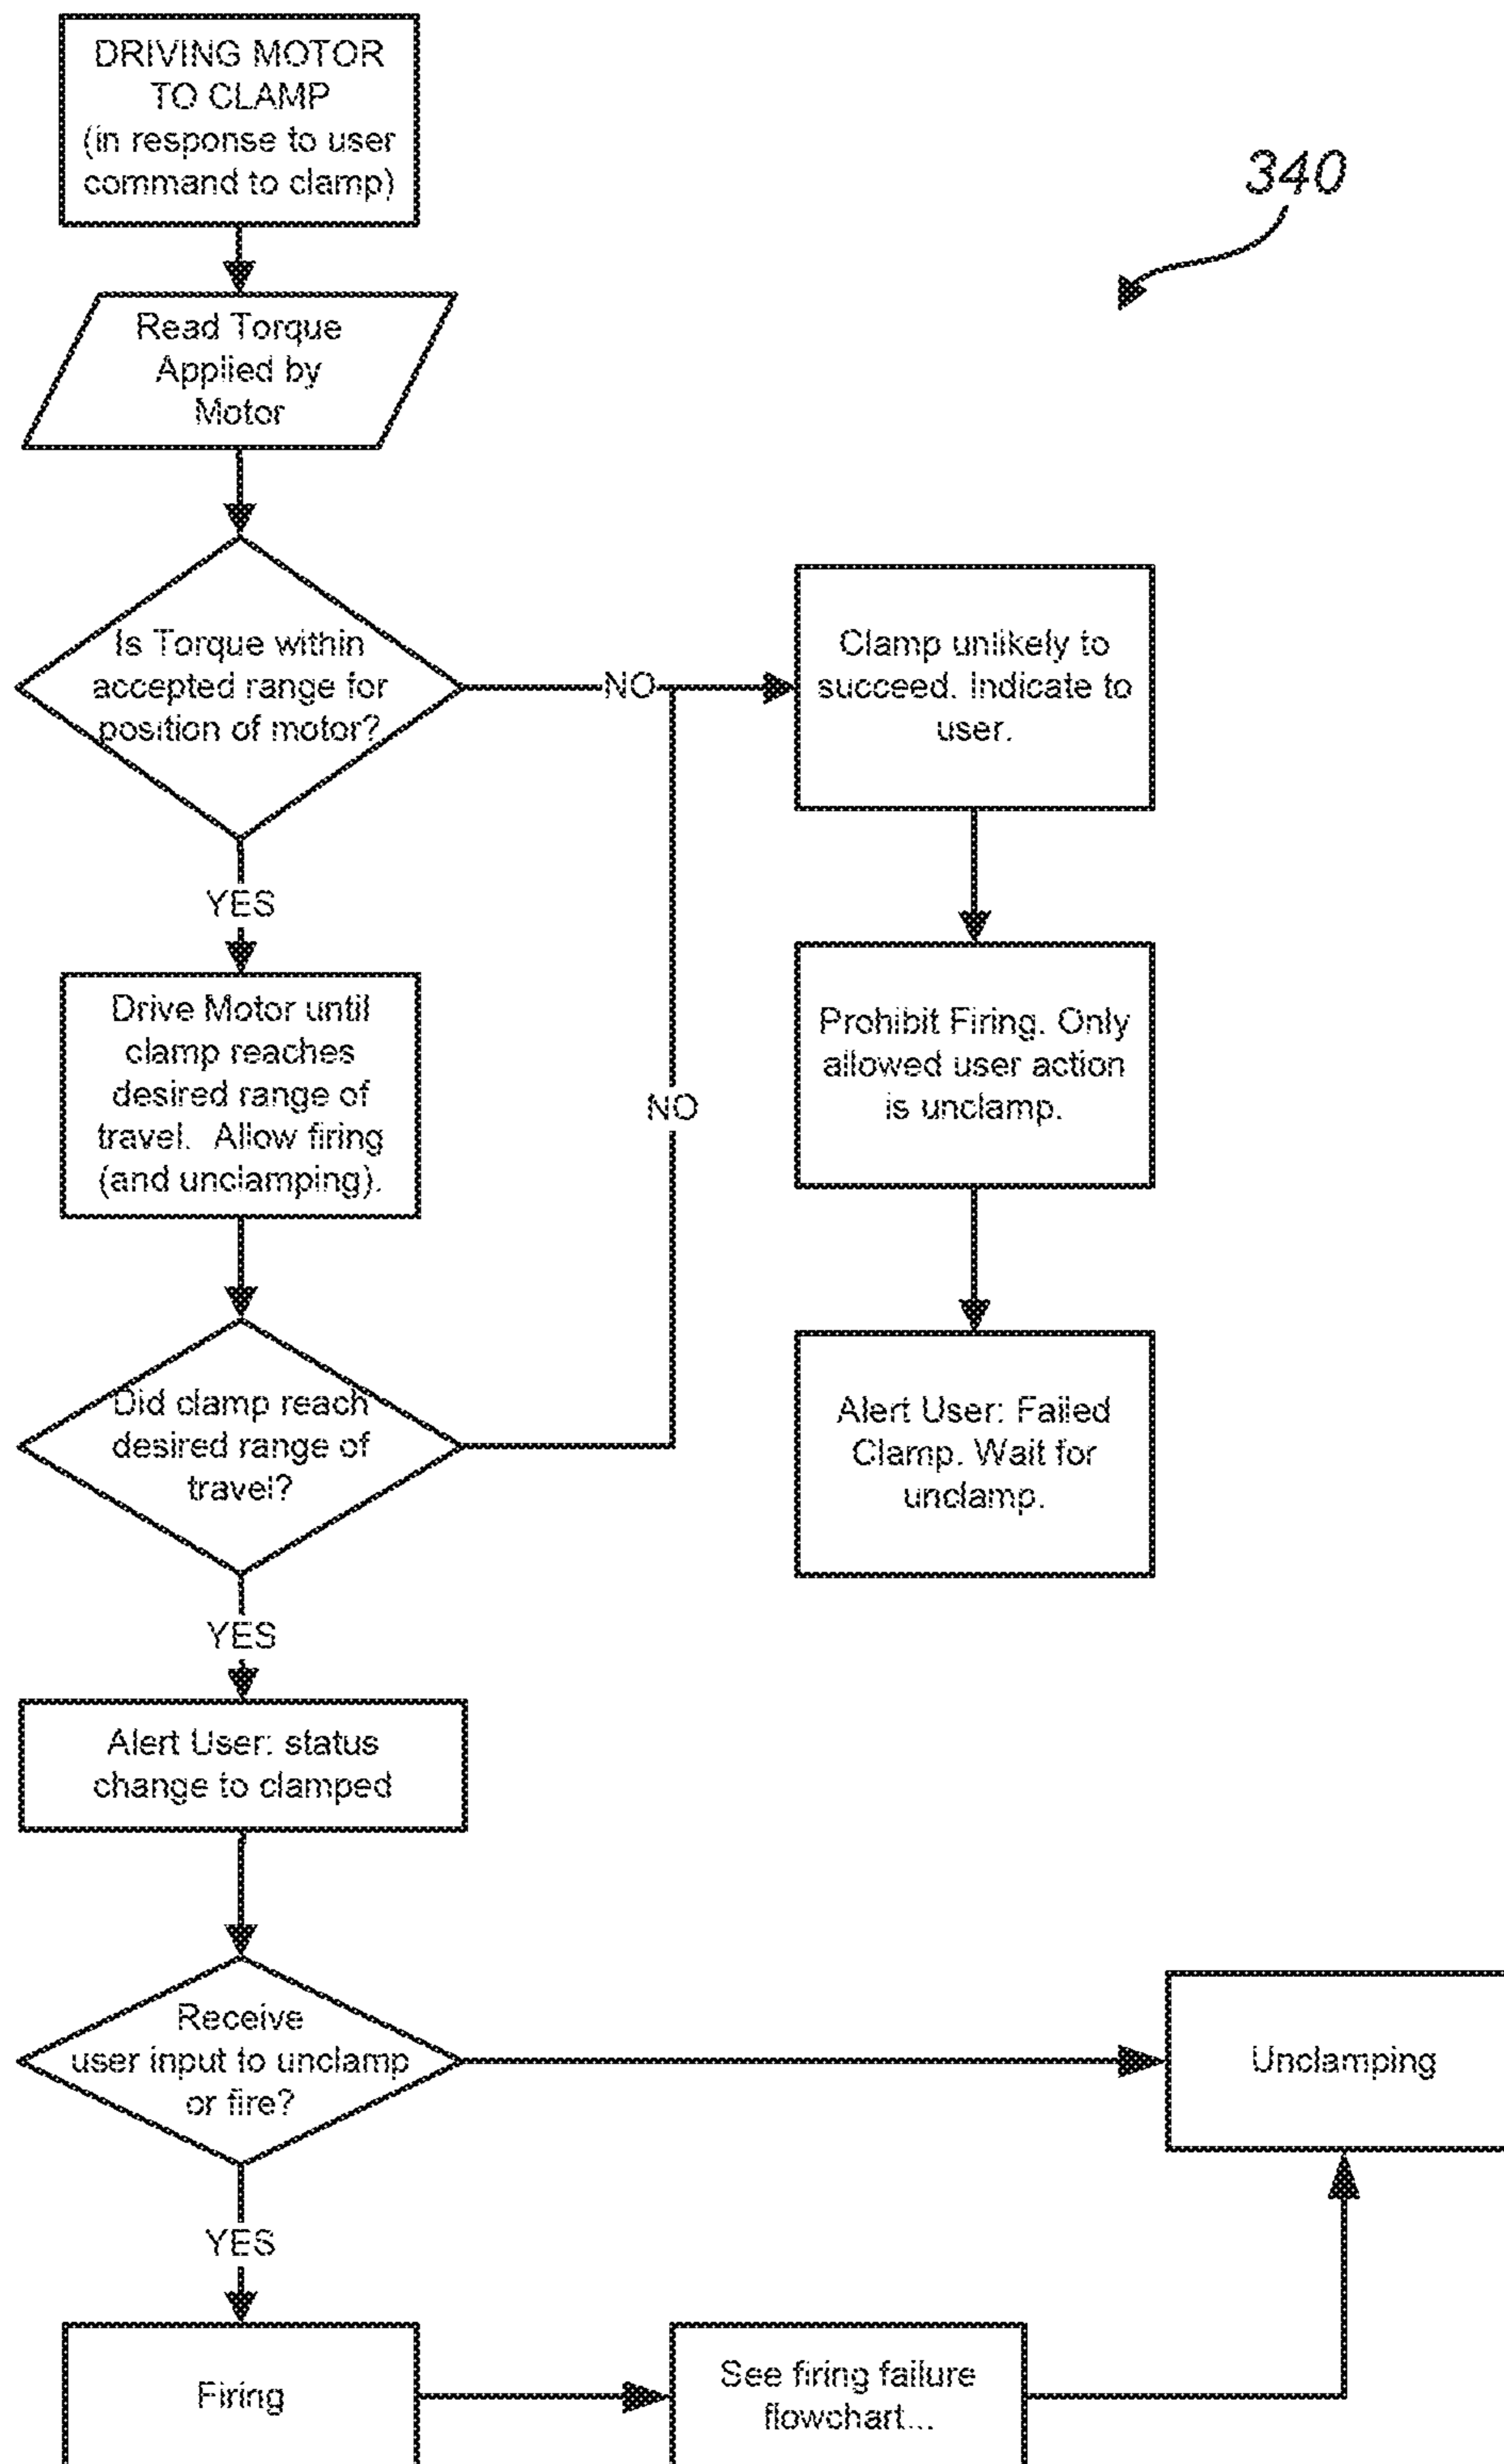 DRIVING MOTOR
TO CLAMP
(in response to user
command to clamp)
340
Read Torque
Applied by
Motor
Is Torque within
accepted range for
position of motor?
NO
Clamp unlikely to
succeed. Indicate to
user.
YES
Drive Motor until
clamp reaches
desired range of
travel. Allow firing
(and unclamping).
NO
Prohibit Firing. Only
allowed user action
is unclamp.
Did clamp reach
desired range of
travel?
Alert User: Failed
Clamp. Wait for
unclamp.
YES
Alert User: status
change to clamped
Receive
user input to unclamp
or fire?
Unclamping
YES
Firing
See firing failure
flowchart...